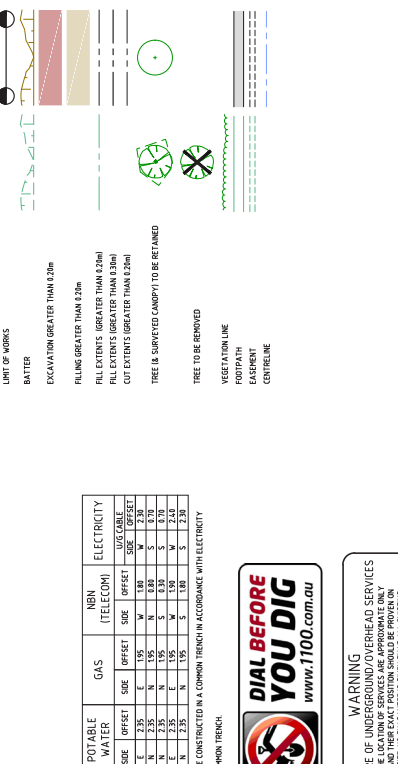 LIMIT OF WORKS
BATTER
EXCAVATION GREATER THAN 0.20m
FILLING GREATER THAN 0.20m
FILL EXTENTS (GREATER THAN 0.20m)
FILL EXTENTS (GREATER THAN 0.30m)
CUT EXTENTS (GREATER THAN 0.20m)
TREE (& SURVEYED CANOPY) TO BE RETAINED
TREE TO BE REMOVED
VEGETATION LINE
FOOTPATH
EASEMENT
CENTRELINE
POTABLE WATER GAS NBN (TELECOM) ELECTRICITY
U/G CABLE
SIDE OFFSET SIDE OFFSET SIDE OFFSET SIDE OFFSET
E 2.35 E 1.95 W 1.80 W 2.30
N 2.35 N 1.95 N 0.80 S 0.70
N 2.35 N 1.95 S 0.30 S 0.70
E 2.35 E 1.95 W 1.90 W 2.40
N 2.35 N 1.95 S 1.80 S 2.30
E CONSTRUCTED IN A COMMON TRENCH IN ACCORDANCE WITH ELECTRICITY
MMON TRENCH.
DIAL BEFORE
YOU DIG
www.1100.com.au
WARNING
RE OF UNDERGROUND/OVERHEAD SERVICES
E LOCATION OF SERVICES ARE APPROXIMATE ONLY
ND THEIR EXACT POSITION SHOULD BE PROVEN ON